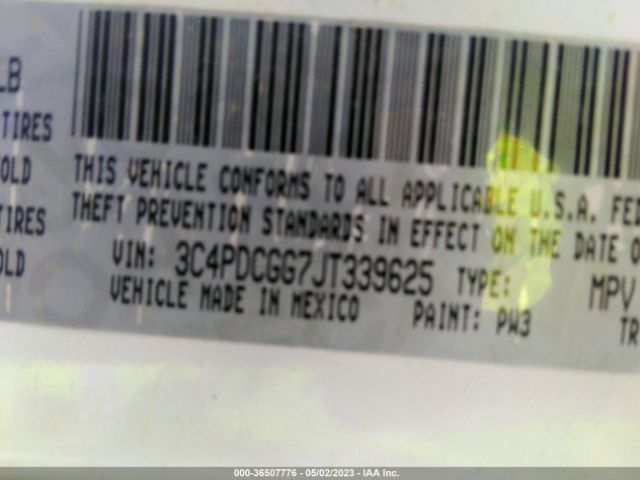 LB
TIRES
OLD
TIRES
OLD
THIS VEHICLE CONFORMS TO ALL APPLICABLE U.S.A. FED
THEFT PREVENTION STANDARDS IN EFFECT ON THE DATE O
VIN: 3C4PDCGG7JT339625 TYPE: MPV
VEHICLE MADE IN MEXICO PAINT: PW3 TR
000-36507776 - 05/02/2023 - IAA Inc.